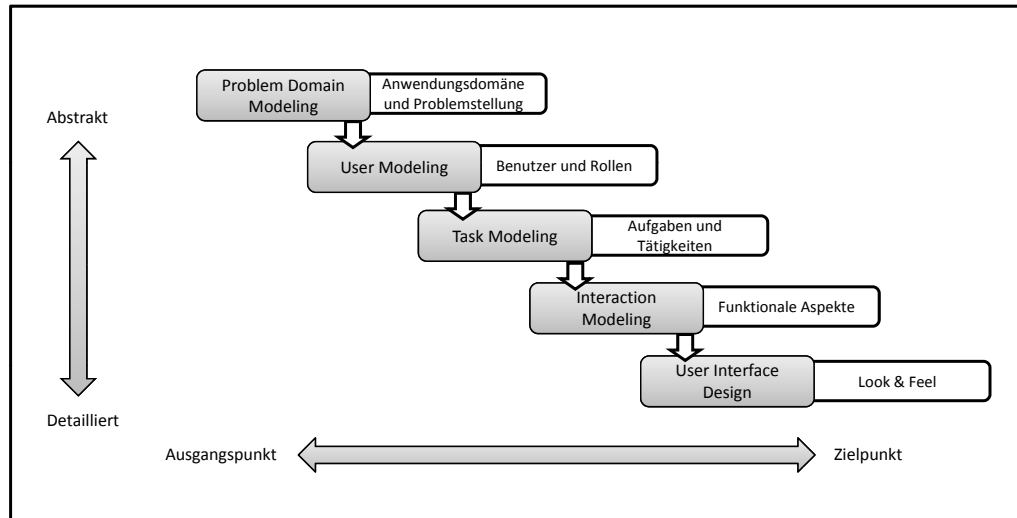 Problem Domain
Modeling
Anwendungsdomäne
und Problemstellung
Abstrakt
User Modeling
Benutzer und Rollen
Task Modeling
Aufgaben und
Tätigkeiten
Interaction
Modeling
Funktionale Aspekte
User Interface
Design
Look & Feel
Detailliert
Ausgangspunkt
Zielpunkt